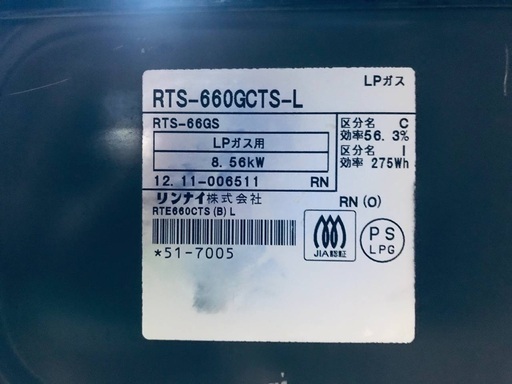 LPガス
RTS-660GCTS-L
RTS-66GS
区分名 C
効率56.3%
LPガス用
区分名 I
8.56kW
効率 275Wh
12.11-006511 RN
リンナイ株式会社
RN (O)
RTE660CTS (B) L
*51-7005
JIA認証
PS
LPG